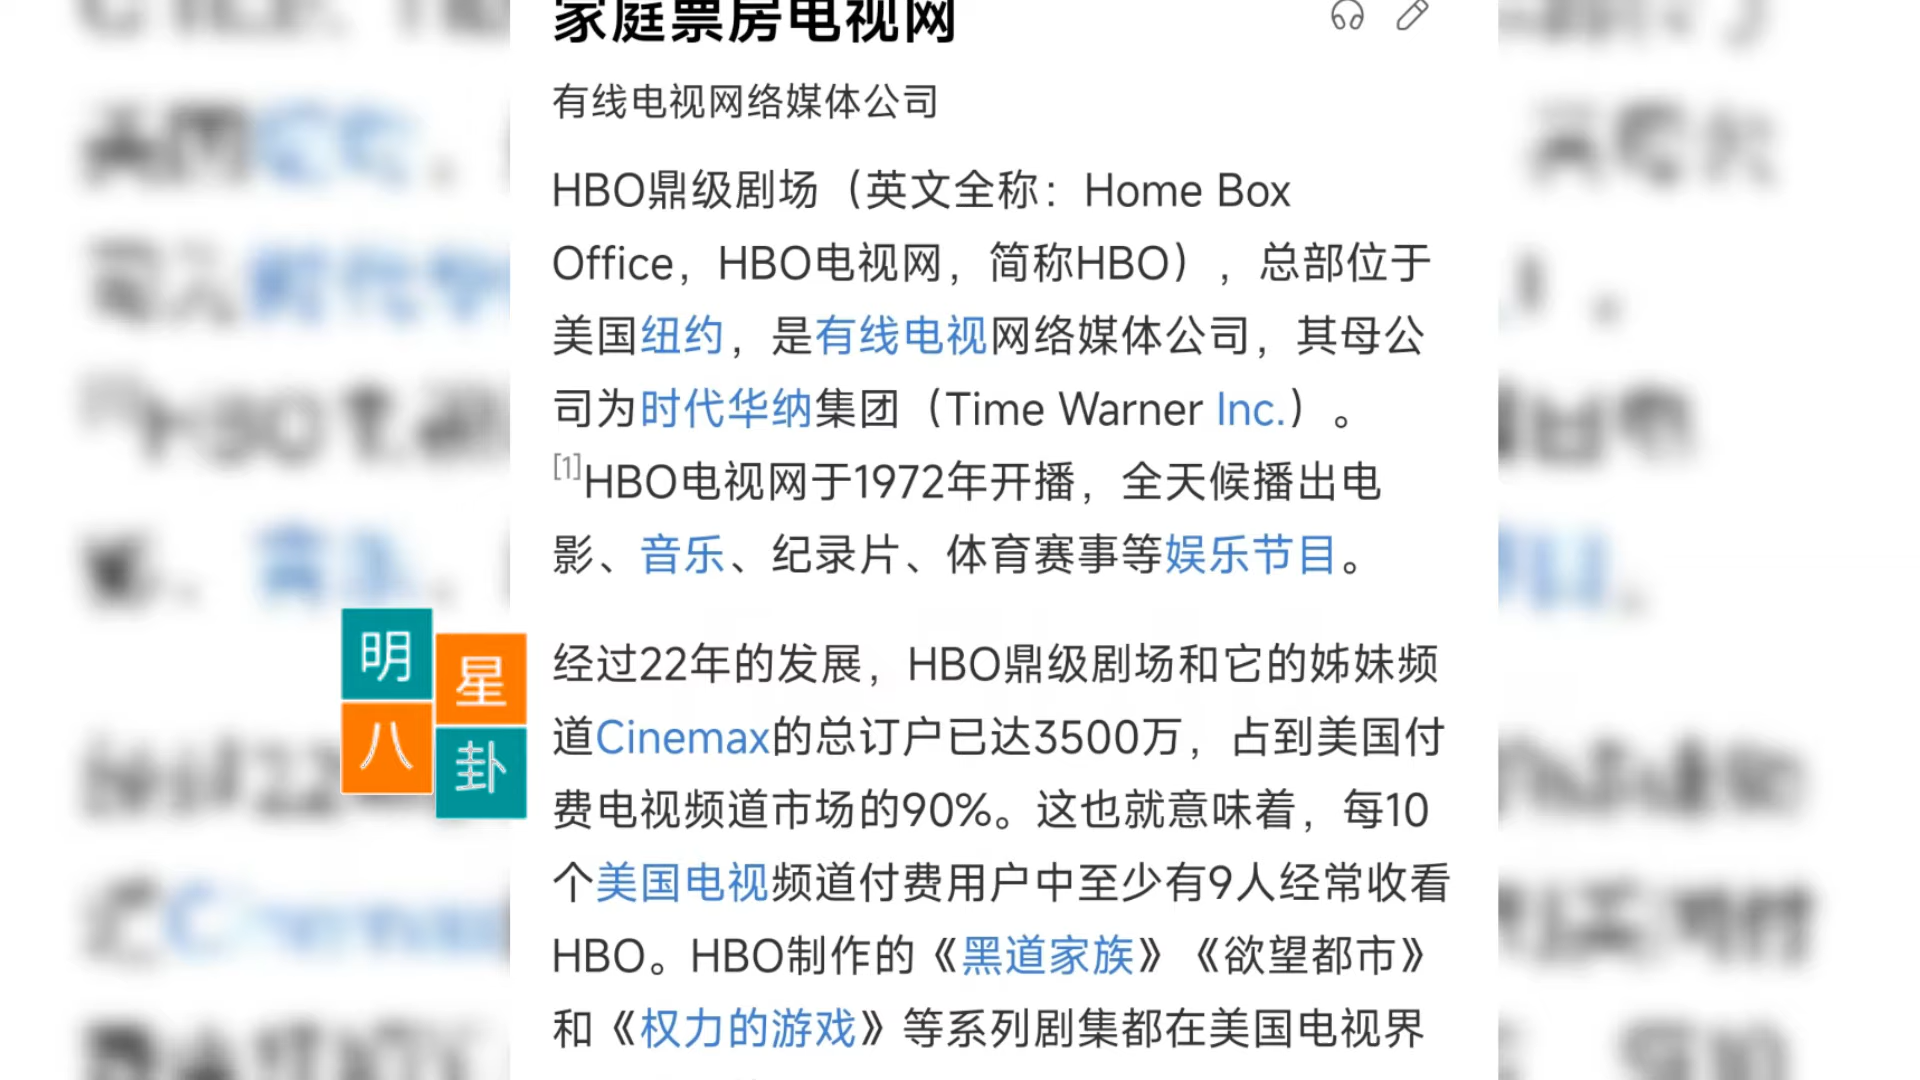 家庭票房电视网
有线电视网络媒体公司
HBO鼎级剧场（英文全称：Home Box
Office，HBO电视网，简称HBO），总部位于
美国纽约，是有线电视网络媒体公司，其母公
司为时代华纳集团（Time Warner Inc.）。
[1]HBO电视网于1972年开播，全天候播出电
影、音乐、纪录片、体育赛事等娱乐节目。
经过22年的发展，HBO鼎级剧场和它的姊妹频
道Cinemax的总订户已达3500万，占到美国付
费电视频道市场的90%。这也就意味着，每10
个美国电视频道付费用户中至少有9人经常收看
HBO。HBO制作的《黑道家族》《欲望都市》
和《权力的游戏》等系列剧集都在美国电视界
明星
八卦